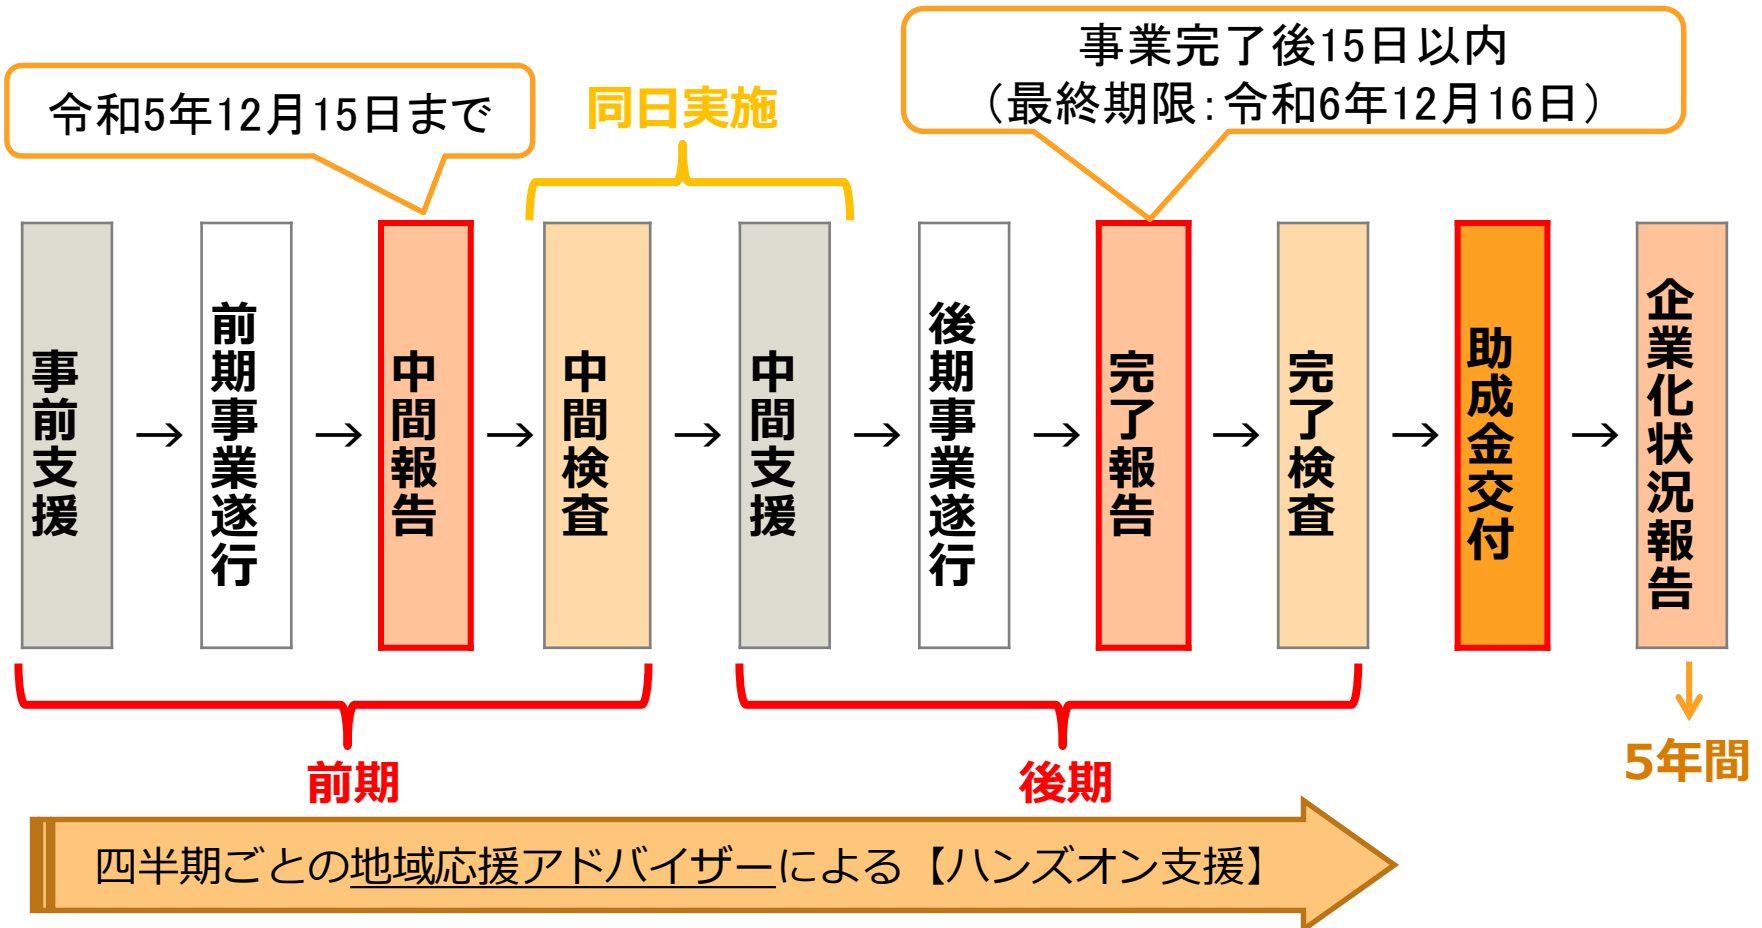 令和5年12月15日まで
同日実施
事業完了後15日以内
（最終期限：令和6年12月16日）
事前支援
→
前期事業遂行
→
中間報告
→
中間検査
→
中間支援
→
後期事業遂行
→
完了報告
→
完了検査
→
助成金交付
→
企業化状況報告
前期
後期
5年間
四半期ごとの地域応援アドバイザーによる【ハンズオン支援】